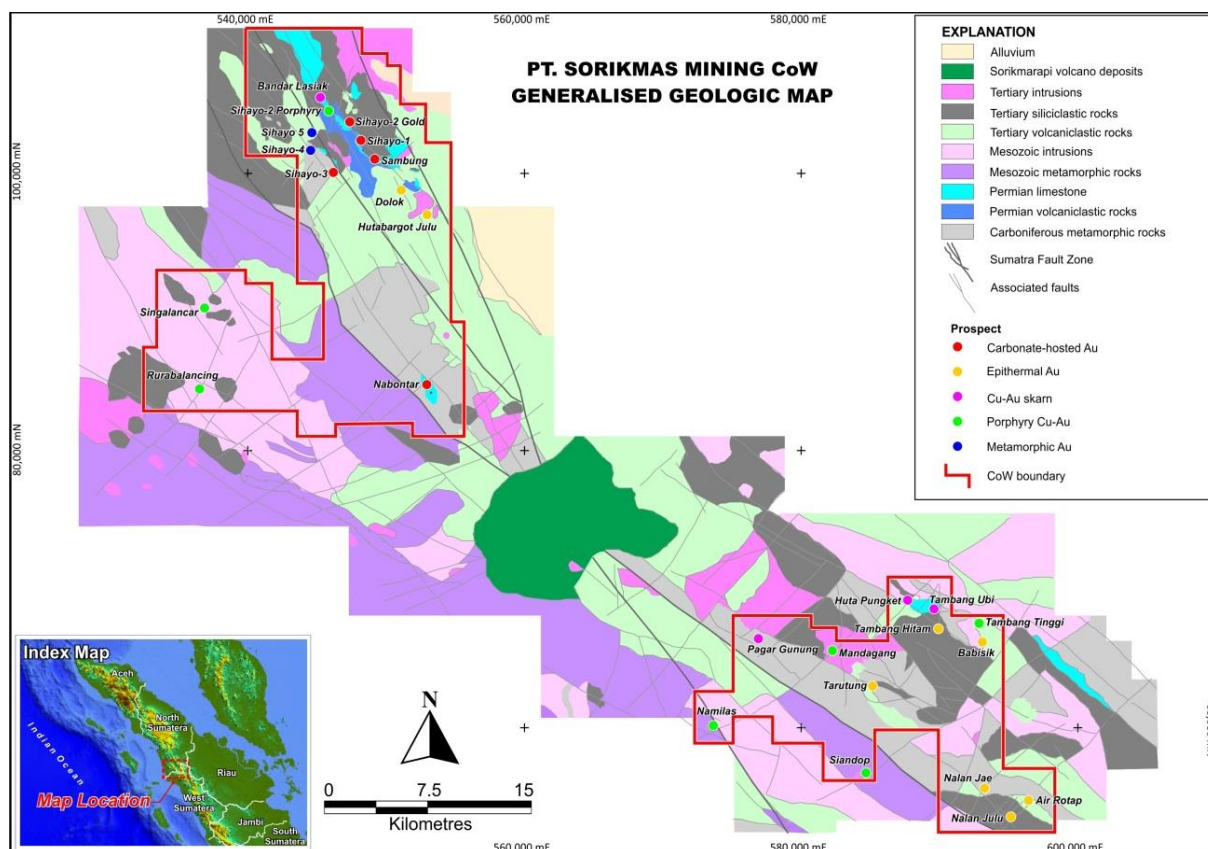 540,000 mE
560,000 mE
580,000 mE
PT. SORIKMAS MINING CoW
GENERALISED GEOLOGIC MAP
EXPLANATION
Alluvium
Sorikmarapi volcano deposits
Tertiary intrusions
Tertiary siliciclastic rocks
Tertiary volcaniclastic rocks
Mesozoic intrusions
Mesozoic metamorphic rocks
Permian limestone
Permian volcaniclastic rocks
Carboniferous metamorphic rocks
Sumatra Fault Zone
Associated faults
Prospect
Carbonate-hosted Au
Epithermal Au
Cu-Au skarn
Porphyry Cu-Au
Metamorphic Au
CoW boundary
Bandar Lasiak
Sihayo-2 Porphyry
Sihayo-2 Gold
Sihayo 5
Sihayo-1
Sihayo-4
Sambung
Sihayo-3
Dolok
Hutabargot Julu
100,000 mN
Singalancar
Rurabalancing
Nabontar
80,000 mN
Huta Pungket
Tambang Ubi
Tambang Hitam
Tambang Tinggi
Babisik
Pagar Gunung
Mandagang
Tarutung
Namilas
Siandop
Nalan Jae
Air Rotap
Nalan Julu
Index Map
Aceh
North
Sumatera
Indian Ocean
Riau
Map Location
West
Sumatera
Jambi
South
Sumatera
N
0 7.5 15
Kilometres
560,000 mE
580,000 mE
600,000 mE